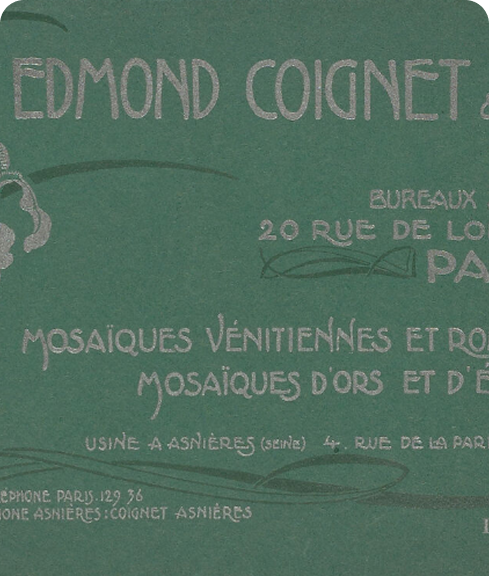 EDMOND COIGNET &
BUREAUX
20 RUE DE LO
PA
MOSAÏQUES VÉNITIENNES ET RO
MOSAÏQUES D'ORS ET D'É
USINE A ASNIÈRES (SEINE) 4. RUE DE LA PAR
ÉPHONE PARIS.129 36
HONE ASNIÈRES: COIGNET ASNIÈRES